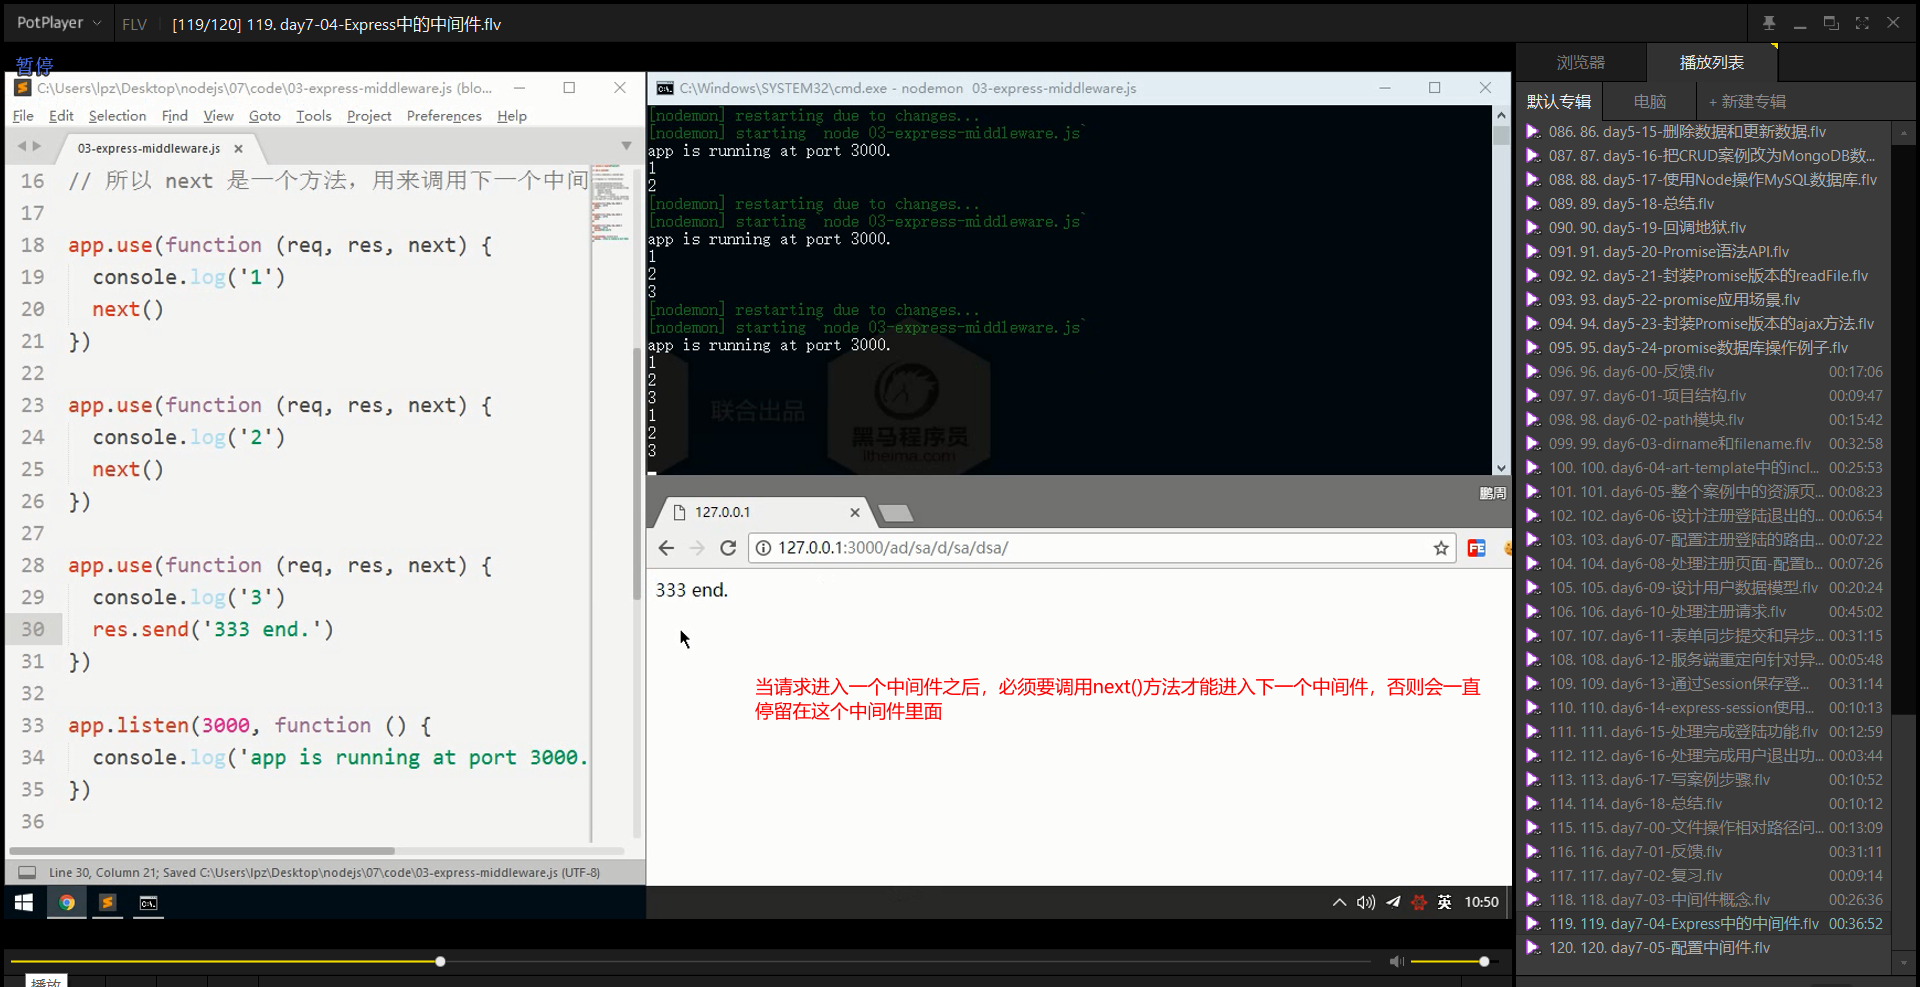 PotPlayer
FLV
[119/120] 119. day7-04-Express中的中间件.flv
暂停
C:\Users\lpz\Desktop\nodejs\07\code\03-express-middleware.js (blo...
File Edit Selection Find View Goto Tools Project Preferences Help
03-express-middleware.js
16 // 所以 next 是一个方法，用来调用下一个中间
17
18 app.use(function (req, res, next) {
19 console.log('1')
20 next()
21 })
22
23 app.use(function (req, res, next) {
24 console.log('2')
25 next()
26 })
27
28 app.use(function (req, res, next) {
29 console.log('3')
30 res.send('333 end.')
31 })
32
33 app.listen(3000, function () {
34 console.log('app is running at port 3000.
35 })
36
Line 30, Column 21; Saved C:\Users\lpz\Desktop\nodejs\07\code\03-express-middleware.js (UTF-8)
C:\Windows\SYSTEM32\cmd.exe - nodemon 03-express-middleware.js
[nodemon] restarting due to changes...
[nodemon] starting `node 03-express-middleware.js`
app is running at port 3000.
1
2
[nodemon] restarting due to changes...
[nodemon] starting `node 03-express-middleware.js`
app is running at port 3000.
1
2
3
[nodemon] restarting due to changes...
[nodemon] starting `node 03-express-middleware.js`
app is running at port 3000.
1
2
3
1
2
3
联合出品
黑马程序员
itheima.com
鹏周
127.0.0.1
127.0.0.1:3000/ad/sa/d/sa/dsa/
FE
333 end.
当请求进入一个中间件之后，必须要调用next()方法才能进入下一个中间件，否则会一直
停留在这个中间件里面
英
10:50
播放
浏览器
播放列表
默认专辑
电脑
+ 新建专辑
086. 86. day5-15-删除数据和更新数据.flv
087. 87. day5-16-把CRUD案例改为MongoDB数...
088. 88. day5-17-使用Node操作MySQL数据库.flv
089. 89. day5-18-总结.flv
090. 90. day5-19-回调地狱.flv
091. 91. day5-20-Promise语法API.flv
092. 92. day5-21-封装Promise版本的readFile.flv
093. 93. day5-22-promise应用场景.flv
094. 94. day5-23-封装Promise版本的ajax方法.flv
095. 95. day5-24-promise数据库操作例子.flv
096. 96. day6-00-反馈.flv 00:17:06
097. 97. day6-01-项目结构.flv 00:09:47
098. 98. day6-02-path模块.flv 00:15:42
099. 99. day6-03-dirname和filename.flv 00:32:58
100. 100. day6-04-art-template中的incl... 00:25:53
101. 101. day6-05-整个案例中的资源页... 00:08:23
102. 102. day6-06-设计注册登陆退出的... 00:06:54
103. 103. day6-07-配置注册登陆的路由... 00:07:22
104. 104. day6-08-处理注册页面-配置b... 00:07:26
105. 105. day6-09-设计用户数据模型.flv 00:20:24
106. 106. day6-10-处理注册请求.flv 00:45:02
107. 107. day6-11-表单同步提交和异步... 00:31:15
108. 108. day6-12-服务端重定向针对异... 00:05:48
109. 109. day6-13-通过Session保存登... 00:31:14
110. 110. day6-14-express-session使用... 00:10:13
111. 111. day6-15-处理完成登陆功能.flv 00:12:59
112. 112. day6-16-处理完成用户退出功... 00:03:44
113. 113. day6-17-写案例步骤.flv 00:10:52
114. 114. day6-18-总结.flv 00:10:12
115. 115. day7-00-文件操作相对路径问... 00:13:09
116. 116. day7-01-反馈.flv 00:31:11
117. 117. day7-02-复习.flv 00:09:14
118. 118. day7-03-中间件概念.flv 00:26:36
119. 119. day7-04-Express中的中间件.flv 00:36:52
120. 120. day7-05-配置中间件.flv